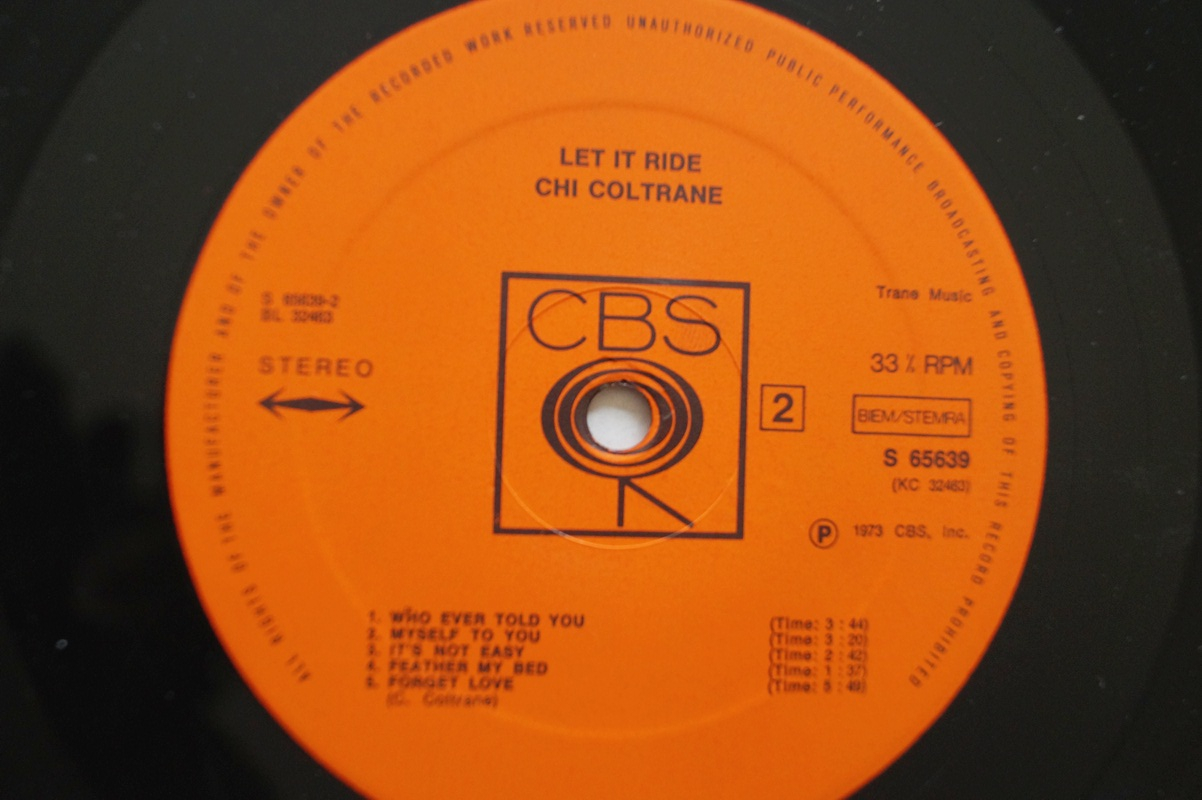 ALL RIGHTS OF THE MANUFACTURER AND OF THE OWNER OF THE RECORDED WORK RESERVED UNAUTHORIZED PUBLIC PERFORMANCE BROADCASTING AND COPYING OF THIS RECORD PROHIBITED
LET IT RIDE
CHI COLTRANE
CBS
S 65639-2
BL 32463
STEREO
Trane Music
33 ⅓ RPM
2
BIEM/STEMRA
S 65639
(KC 32463)
Ⓟ 1973 CBS, Inc.
1. WHO EVER TOLD YOU (Time: 3 : 44)
2. MYSELF TO YOU (Time: 3 : 20)
3. IT'S NOT EASY (Time: 2 : 42)
4. FEATHER MY BED (Time: 1 : 37)
5. FORGET LOVE (Time: 5 : 49)
(C. Coltrane)